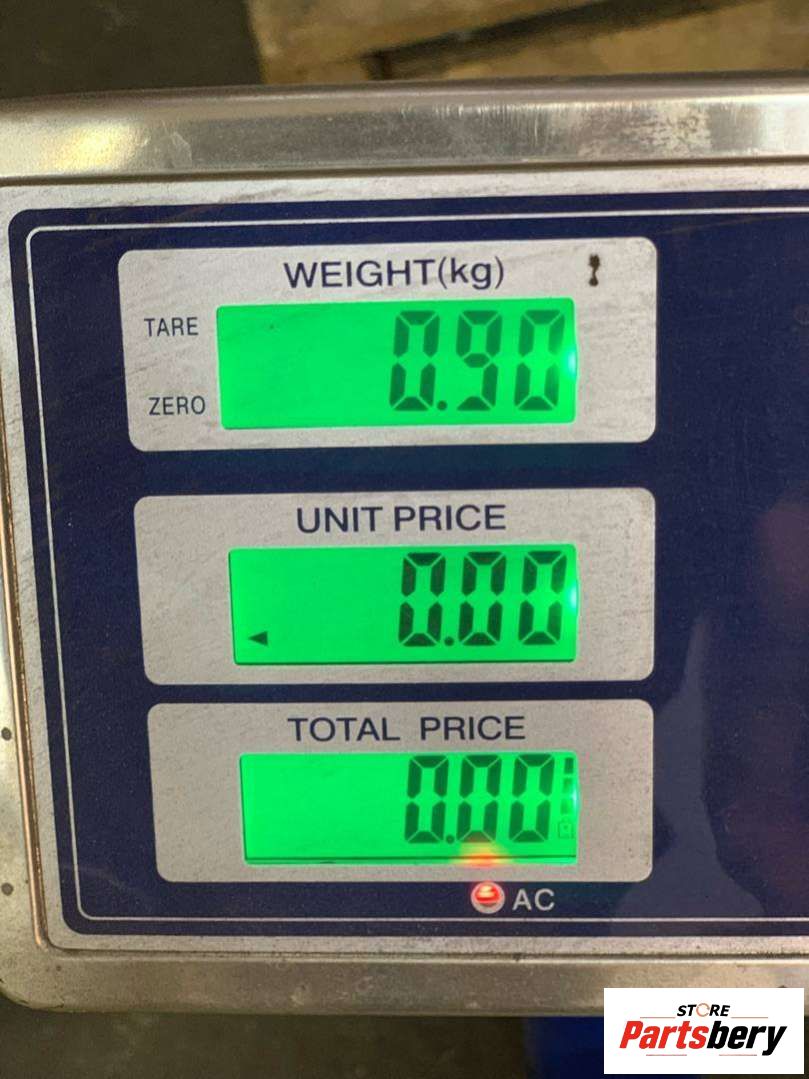 WEIGHT(kg)
TARE
0.90
ZERO
UNIT PRICE
0.00
TOTAL PRICE
0.00
AC
STORE
Partsbery